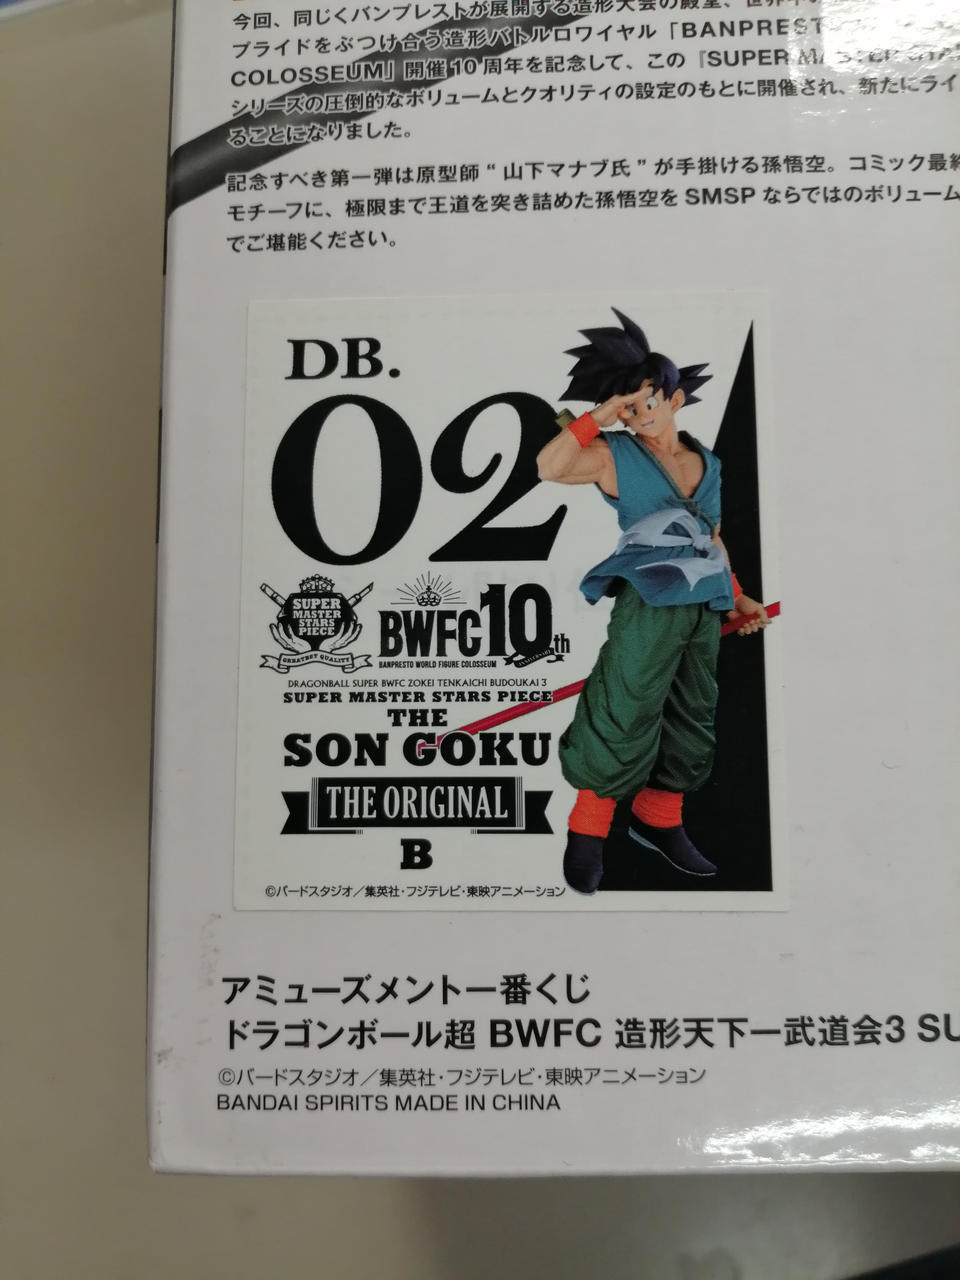 今回、同じくバンプレストが展開する造形大会の殿堂、世界中の
プライドをぶつけ合う造形バトルロワイヤル「BANPRESTO
COLOSSEUM」開催10周年を記念して、この『SUPER MASTER STA
シリーズの圧倒的なボリュームとクオリティの設定のもとに開催され、新たにライ
ることになりました。
記念すべき第一弾は原型師 “ 山下マナブ氏 ” が手掛ける孫悟空。コミック最終
モチーフに、極限まで王道を突き詰めた孫悟空を SMSP ならではのボリューム
でご堪能ください。
DB.
02
SUPER
MASTER
STARS
PIECE
GREATEST QUALITY
BWFC 10th
ANNIVERSARY
BANPRESTO WORLD FIGURE COLOSSEUM
DRAGONBALL SUPER BWFC ZOKEI TENKAICHI BUDOUKAI 3
SUPER MASTER STARS PIECE
THE
SON GOKU
THE ORIGINAL
B
©バードスタジオ／集英社・フジテレビ・東映アニメーション
アミューズメント一番くじ
ドラゴンボール超 BWFC 造形天下一武道会3 SU
©バードスタジオ／集英社・フジテレビ・東映アニメーション
BANDAI SPIRITS MADE IN CHINA